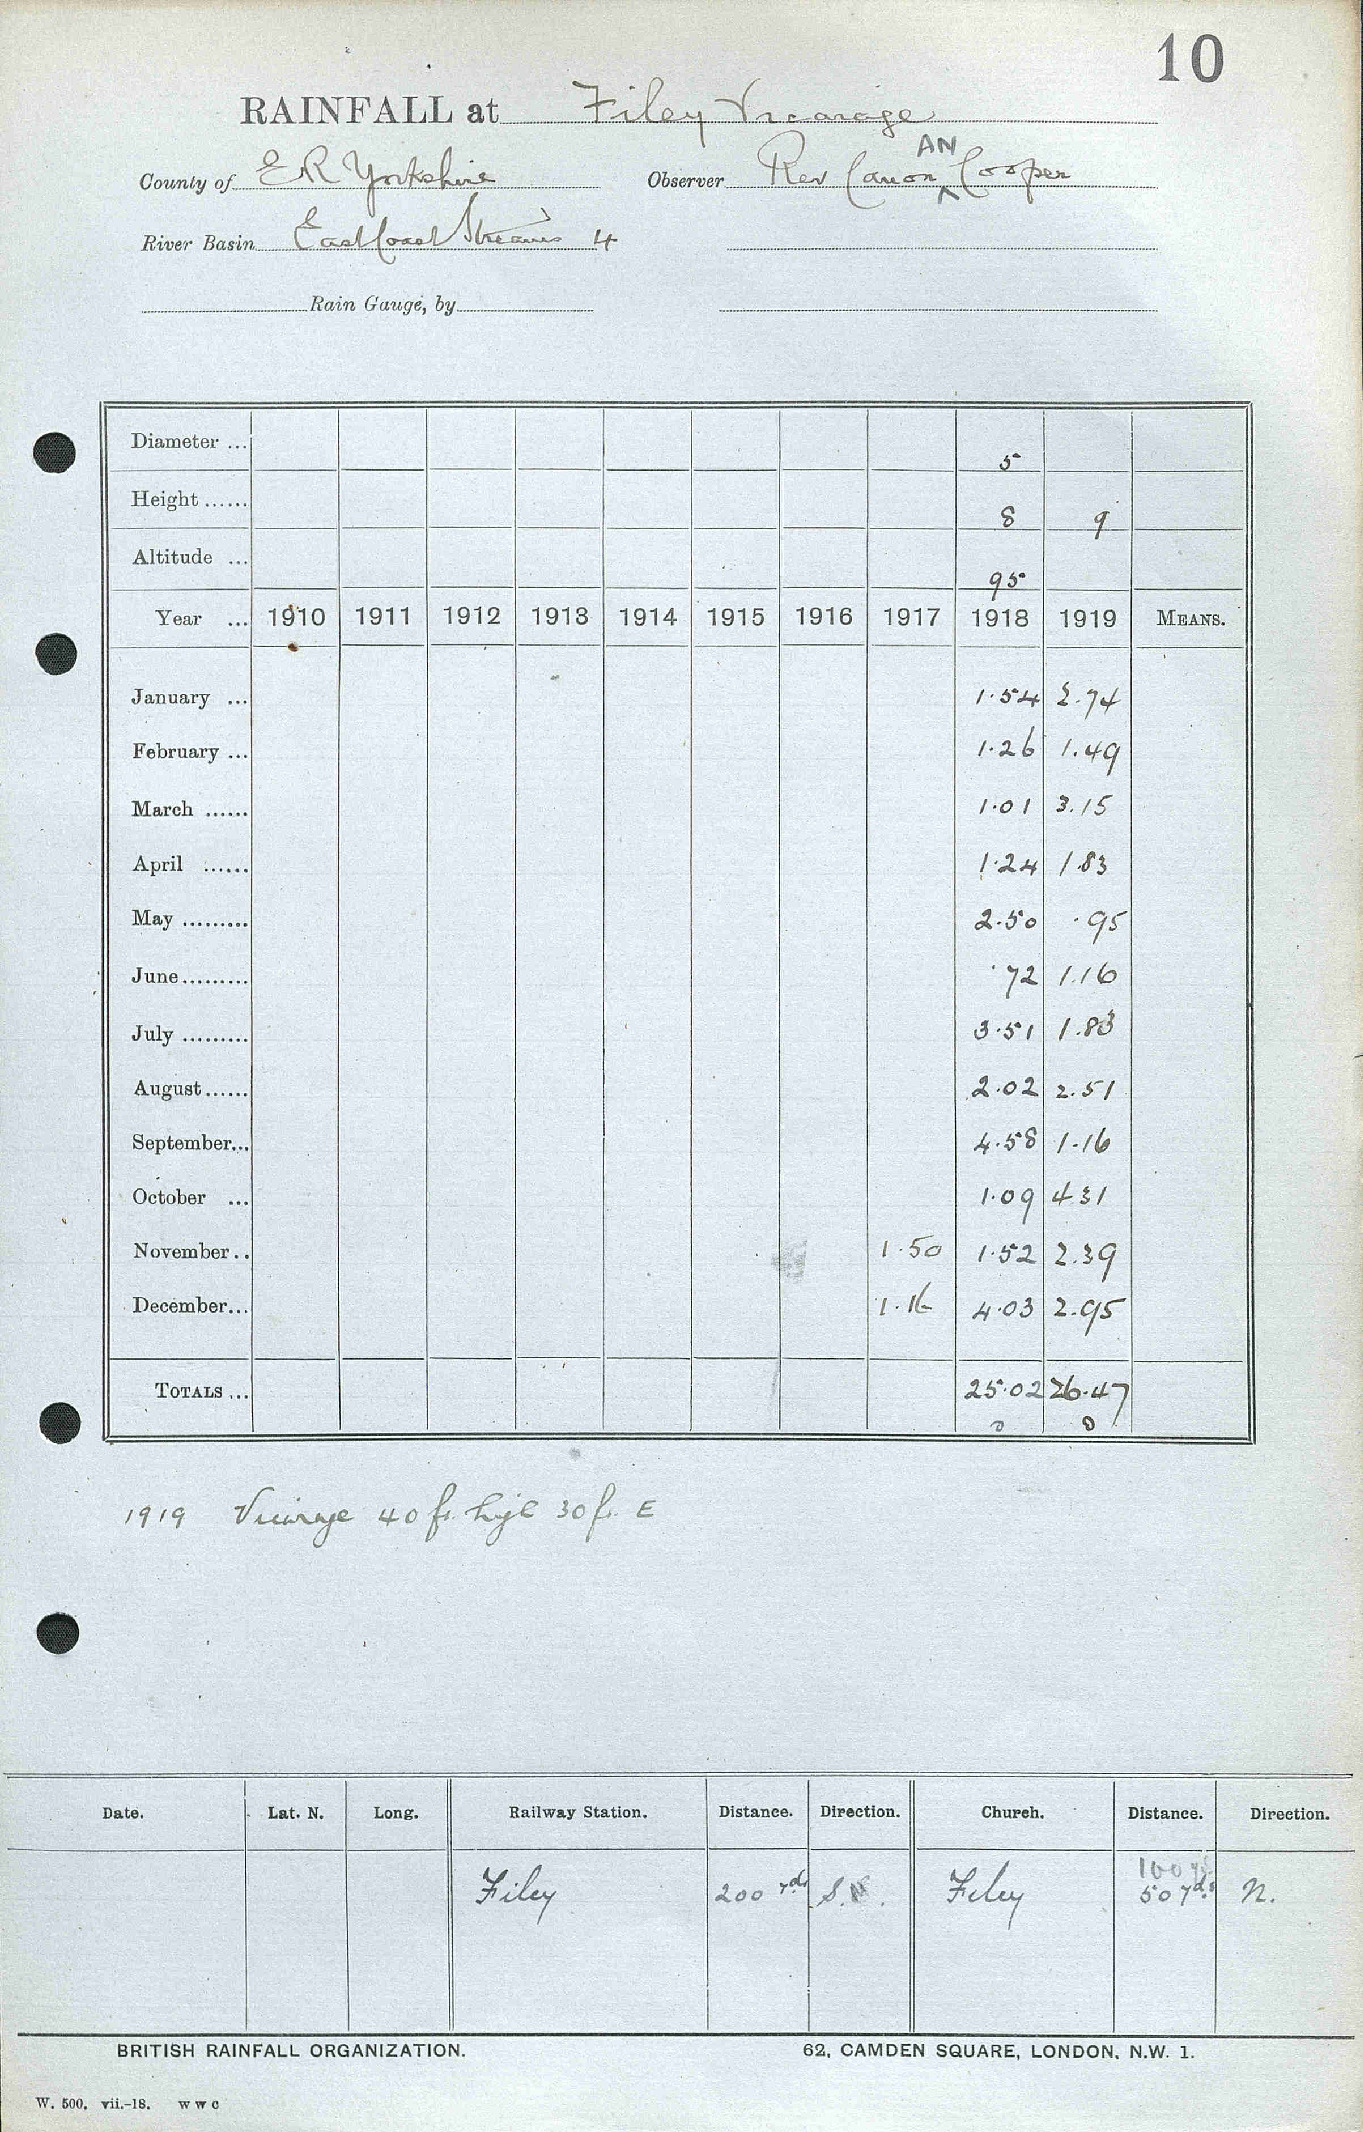 10
RAINFALL at Filey Vicarage
AN
County of E R Yorkshire Observer Rev Canon ^ Cooper
River Basin East Coast Streams 4
Rain Gauge, by
Diameter ... 5
Height ...... 8 9
Altitude ... 95
Year ... 1910 1911 1912 1913 1914 1915 1916 1917 1918 1919 MEANS.
January ... 1.54 2.74
February ... 1.26 1.49
March ...... 1.01 3.15
April ...... 1.24 1.83
May ......... 2.50 .95
June......... .72 1.16
July ......... 3.51 1.83
August...... 2.02 2.51
September... 4.58 1.16
October ... 1.09 4.31
November.. 1.50 1.52 2.39
December... 1.16 4.03 2.95
TOTALS ... 25.02 26.47
1919 Vicarage 40 ft. high 30 ft. E
Date. Lat. N. Long. Railway Station. Distance. Direction. Church. Distance. Direction.
100 yds
Filey 200 yds S. Filey 50 yds. N.
BRITISH RAINFALL ORGANIZATION. 62, CAMDEN SQUARE, LONDON, N.W. 1.
W. 500. vii.-18. W W C